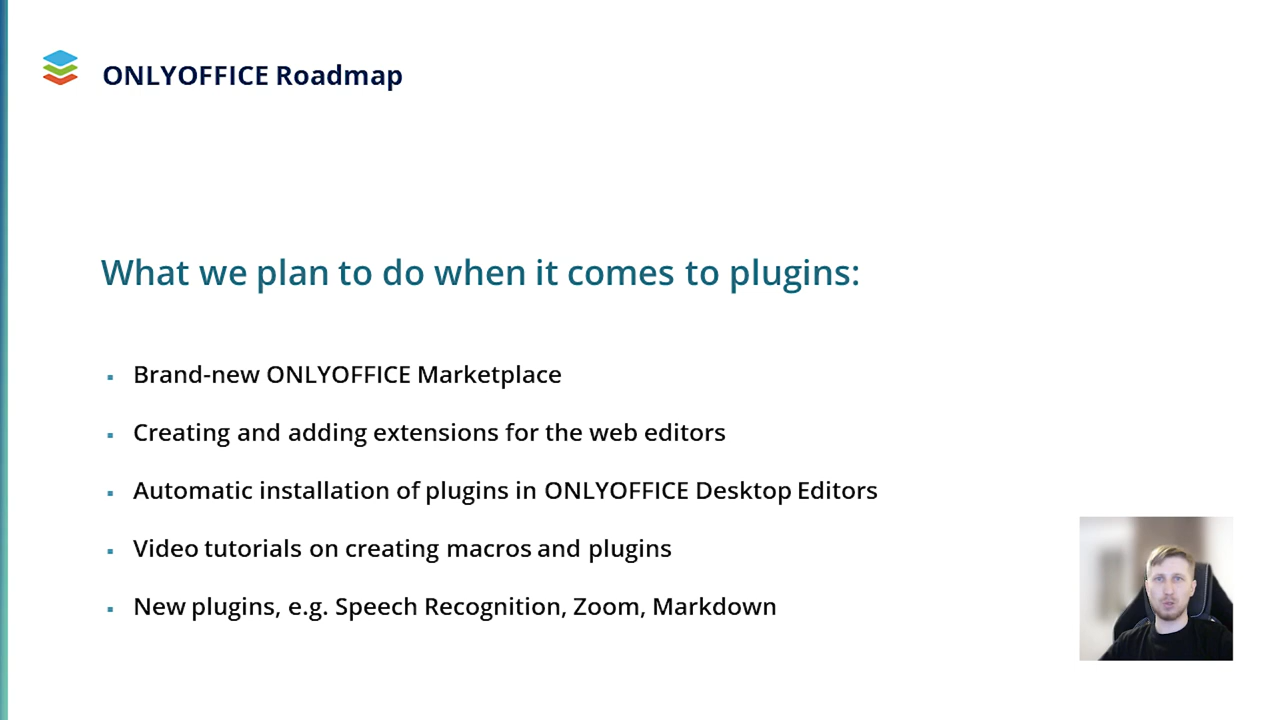 ONLYOFFICE Roadmap
What we plan to do when it comes to plugins:
Brand-new ONLYOFFICE Marketplace
Creating and adding extensions for the web editors
Automatic installation of plugins in ONLYOFFICE Desktop Editors
Video tutorials on creating macros and plugins
New plugins, e.g. Speech Recognition, Zoom, Markdown